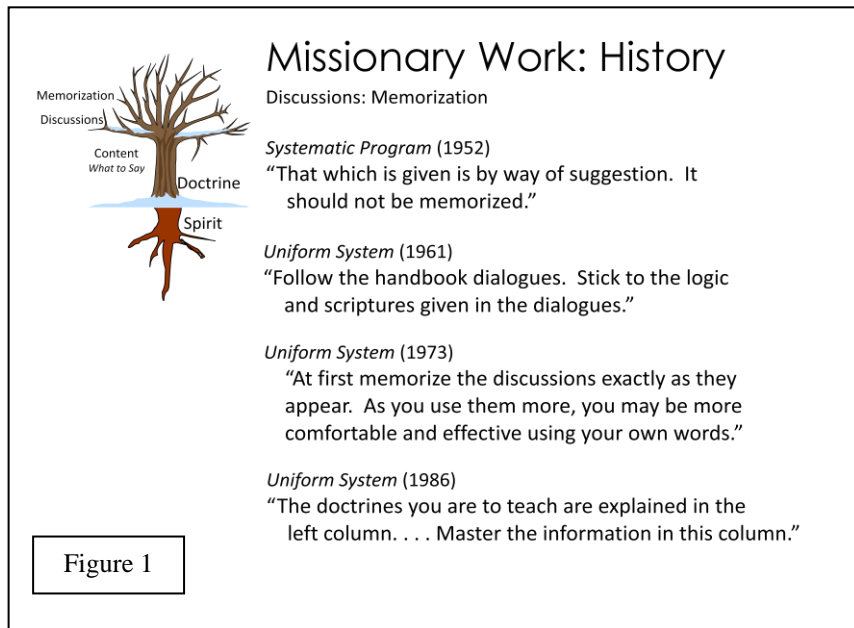 Missionary Work: History
Discussions: Memorization
Memorization
Discussions
Content
What to Say
Doctrine
Spirit
Systematic Program (1952)
“That which is given is by way of suggestion.  It
should not be memorized.”
Uniform System (1961)
“Follow the handbook dialogues.  Stick to the logic
and scriptures given in the dialogues.”
Uniform System (1973)
“At first memorize the discussions exactly as they
appear.  As you use them more, you may be more
comfortable and effective using your own words.”
Uniform System (1986)
“The doctrines you are to teach are explained in the
left column. . . . Master the information in this column.”
Figure 1